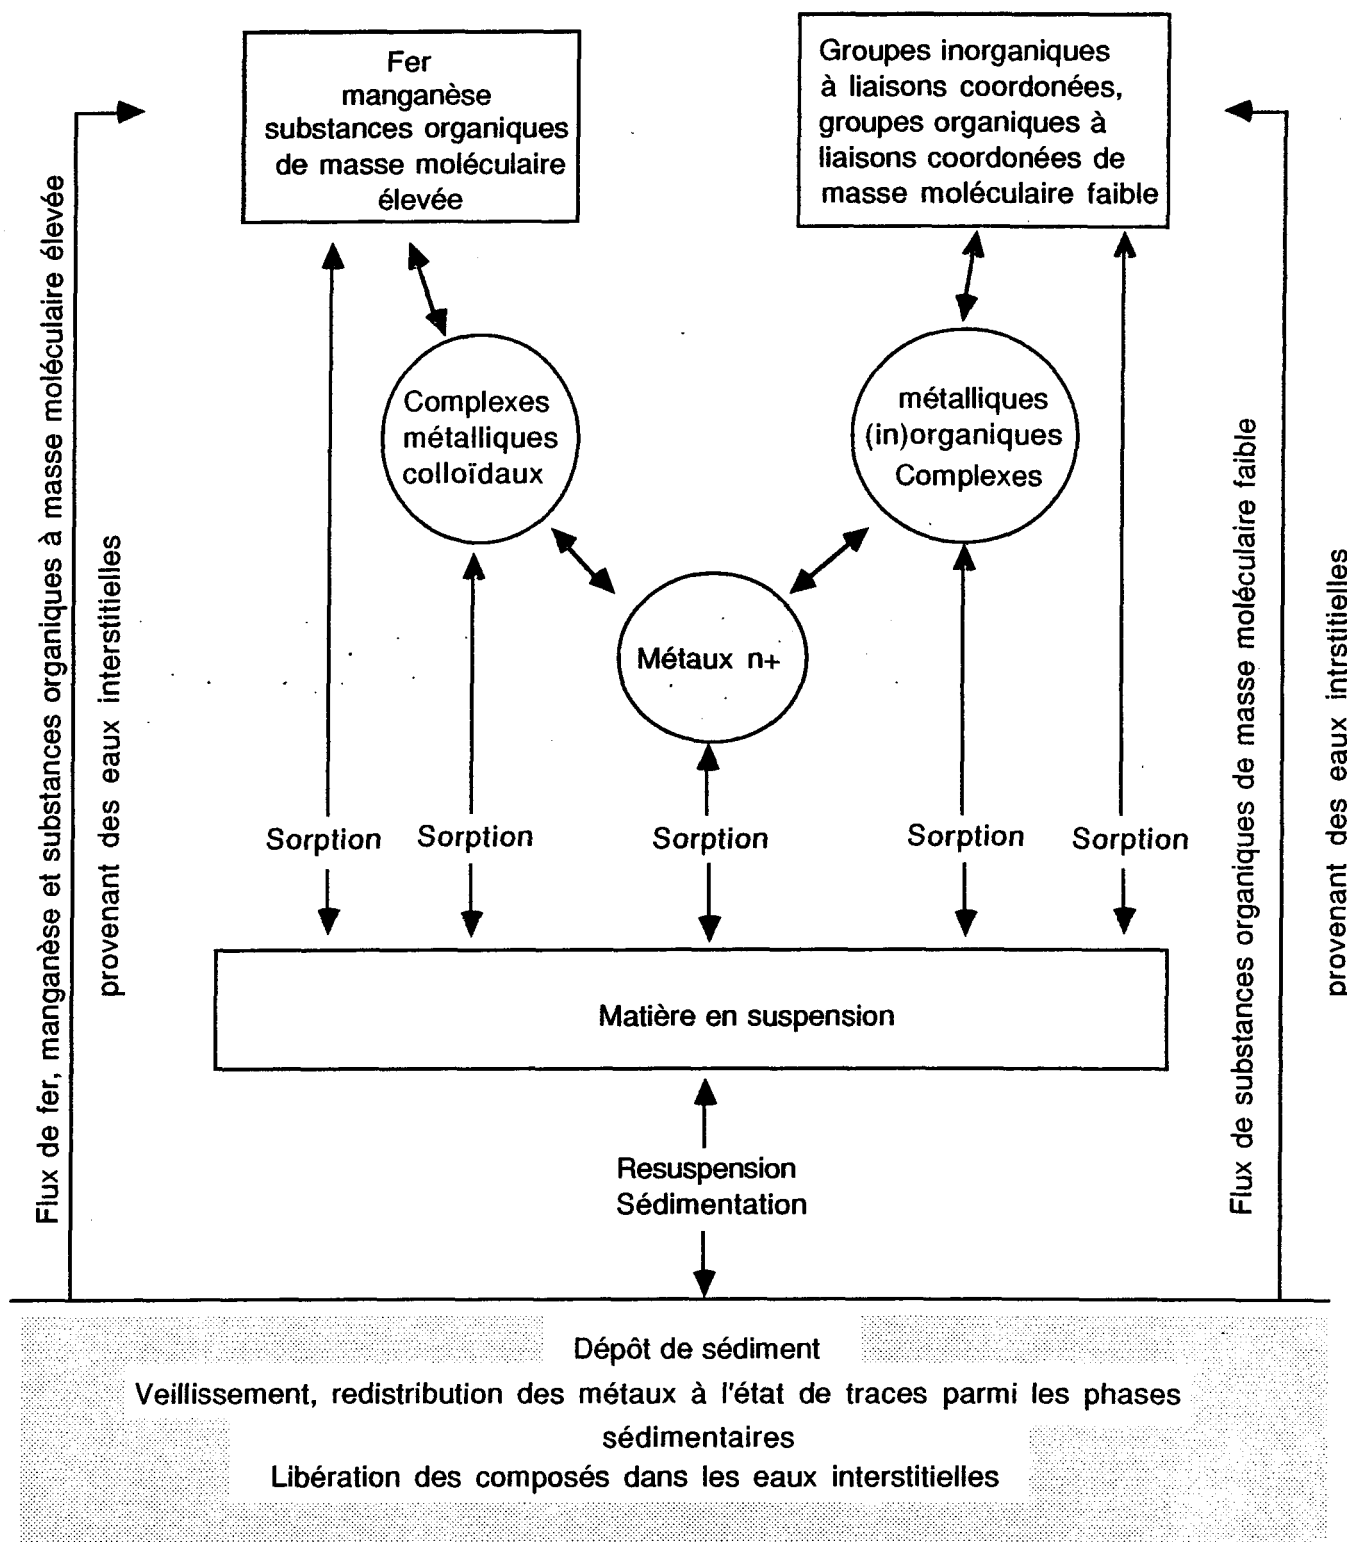 Fer
manganèse
substances organiques
de masse moléculaire
élevée
Groupes inorganiques
à liaisons coordonées,
groupes organiques à
liaisons coordonées de
masse moléculaire faible
Flux de fer, manganèse et substances organiques à masse moléculaire élevée
provenant des eaux interstitielles
Complexes
métalliques
colloïdaux
métalliques
(in)organiques
Complexes
Métaux n+
Flux de substances organiques de masse moléculaire faible
provenant des eaux intrstitielles
Sorption
Sorption
Sorption
Sorption
Sorption
Matière en suspension
Resuspension
Sédimentation
Dépôt de sédiment
Veillissement, redistribution des métaux à l'état de traces parmi les phases
sédimentaires
Libération des composés dans les eaux interstitielles